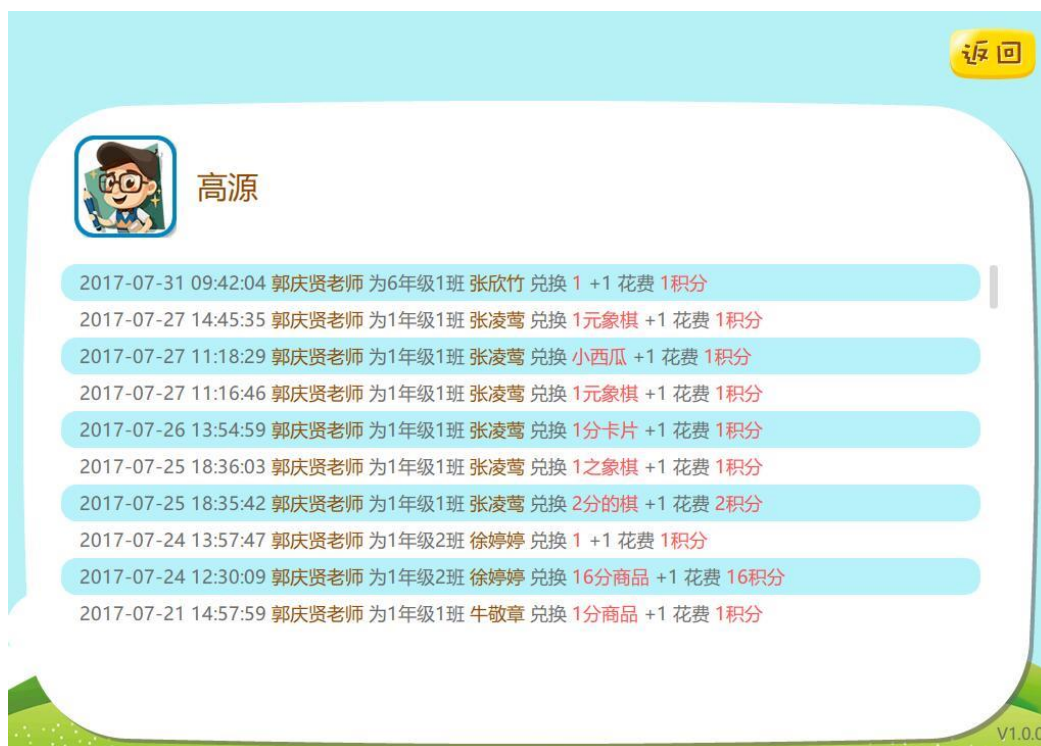 返回
高源
2017-07-31 09:42:04 郭庆贤老师 为6年级1班 张欣竹 兑换 1 +1 花费 1积分
2017-07-27 14:45:35 郭庆贤老师 为1年级1班 张凌莺 兑换 1元象棋 +1 花费 1积分
2017-07-27 11:18:29 郭庆贤老师 为1年级1班 张凌莺 兑换 小西瓜 +1 花费 1积分
2017-07-27 11:16:46 郭庆贤老师 为1年级1班 张凌莺 兑换 1元象棋 +1 花费 1积分
2017-07-26 13:54:59 郭庆贤老师 为1年级1班 张凌莺 兑换 1分卡片 +1 花费 1积分
2017-07-25 18:36:03 郭庆贤老师 为1年级1班 张凌莺 兑换 1之象棋 +1 花费 1积分
2017-07-25 18:35:42 郭庆贤老师 为1年级1班 张凌莺 兑换 2分的棋 +1 花费 2积分
2017-07-24 13:57:47 郭庆贤老师 为1年级2班 徐婷婷 兑换 1 +1 花费 1积分
2017-07-24 12:30:09 郭庆贤老师 为1年级2班 徐婷婷 兑换 16分商品 +1 花费 16积分
2017-07-21 14:57:59 郭庆贤老师 为1年级1班 牛敬章 兑换 1分商品 +1 花费 1积分
V1.0.0